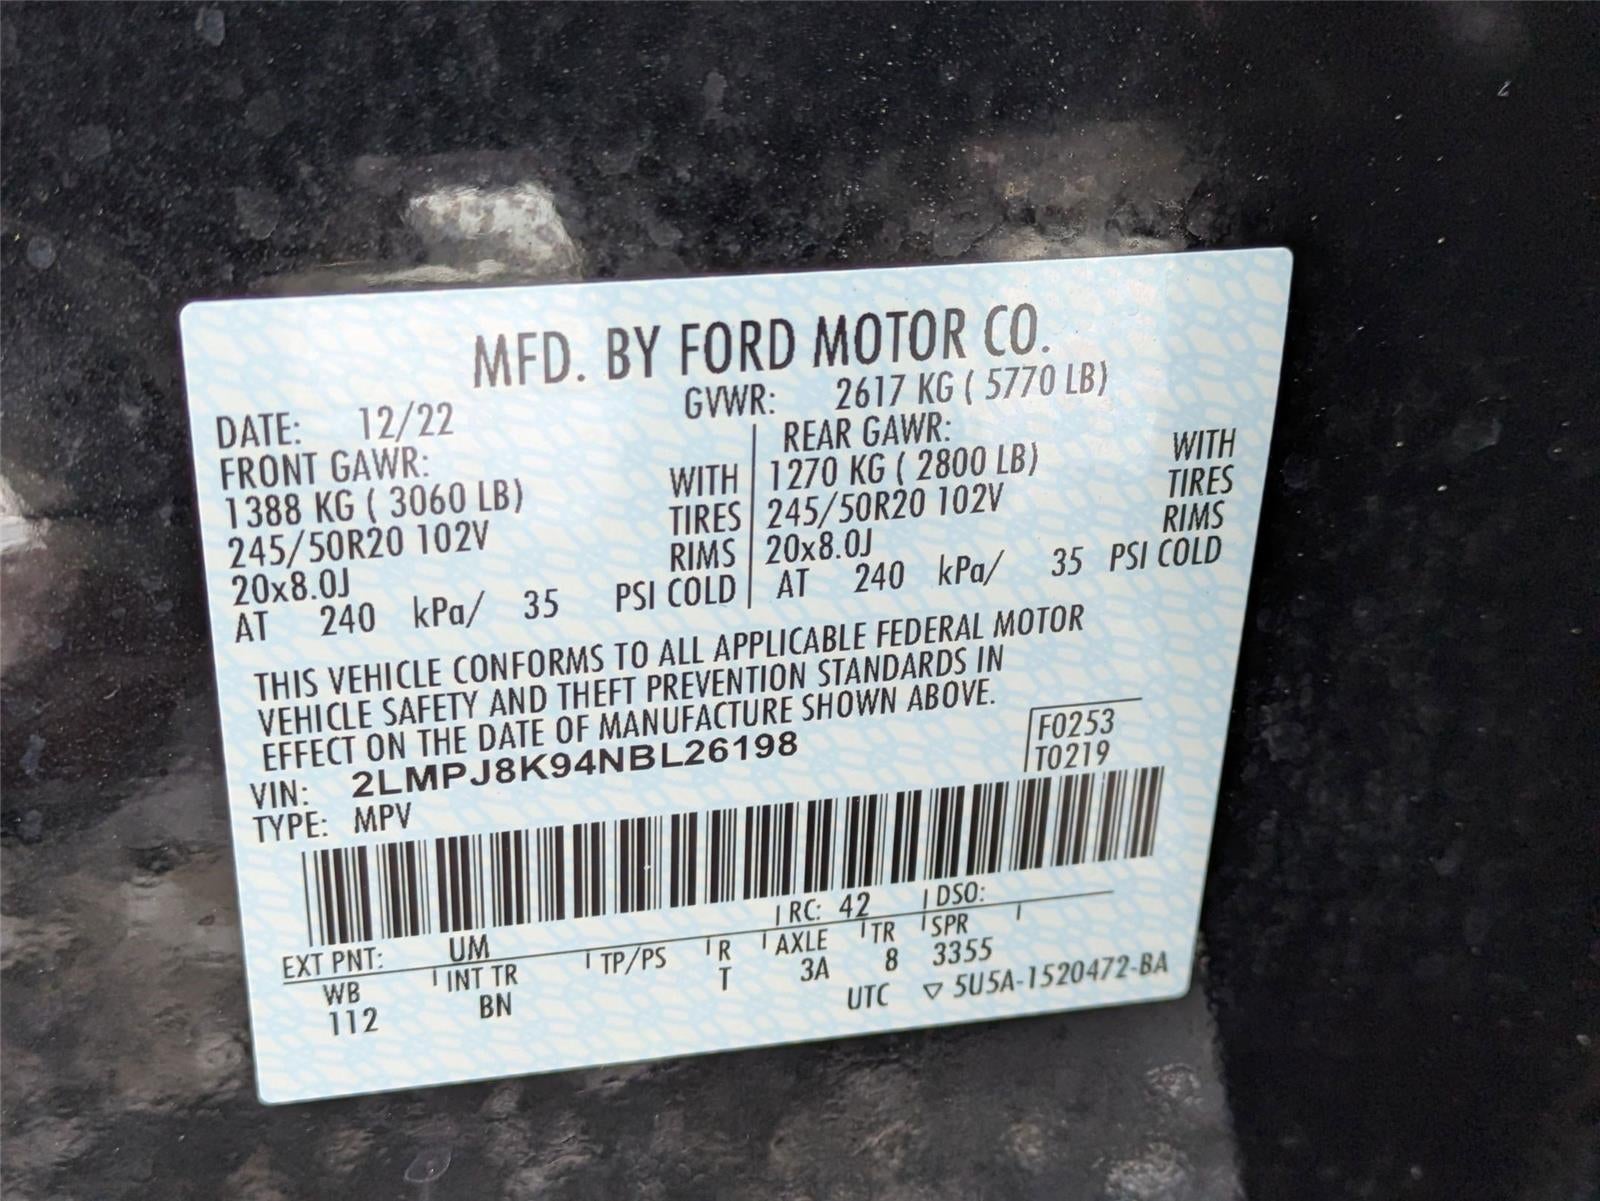 MFD. BY FORD MOTOR CO.
DATE: 12/22 GVWR: 2617 KG ( 5770 LB)
FRONT GAWR: REAR GAWR:
1388 KG ( 3060 LB) WITH 1270 KG ( 2800 LB) WITH
245/50R20 102V TIRES 245/50R20 102V TIRES
20x8.0J RIMS 20x8.0J RIMS
AT 240 kPa/ 35 PSI COLD AT 240 kPa/ 35 PSI COLD
THIS VEHICLE CONFORMS TO ALL APPLICABLE FEDERAL MOTOR
VEHICLE SAFETY AND THEFT PREVENTION STANDARDS IN
EFFECT ON THE DATE OF MANUFACTURE SHOWN ABOVE.
VIN: 2LMPJ8K94NBL26198 F0253
TYPE: MPV T0219
EXT PNT: UM RC: 42 DSO:
WB INT TR TP/PS R AXLE TR SPR
112 BN T 3A 8 3355
UTC ▽ 5U5A-1520472-BA